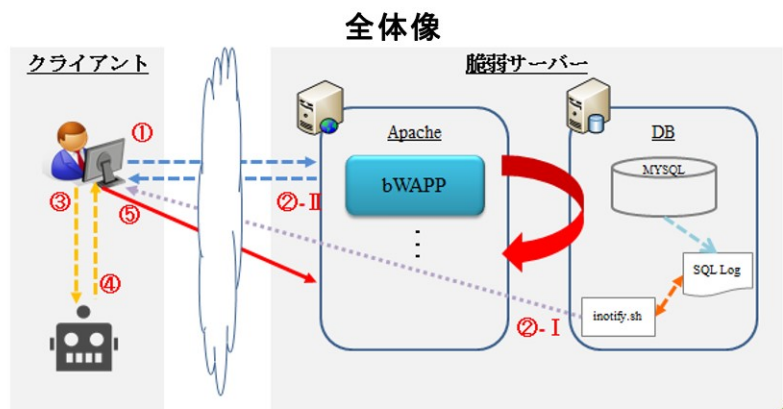 全体像
クライアント
脆弱サーバー
①
Apache
DB
bWAPP
MYSQL
③
⑤
②-Ⅱ
④
SQL Log
②-Ⅰ
inotify.sh